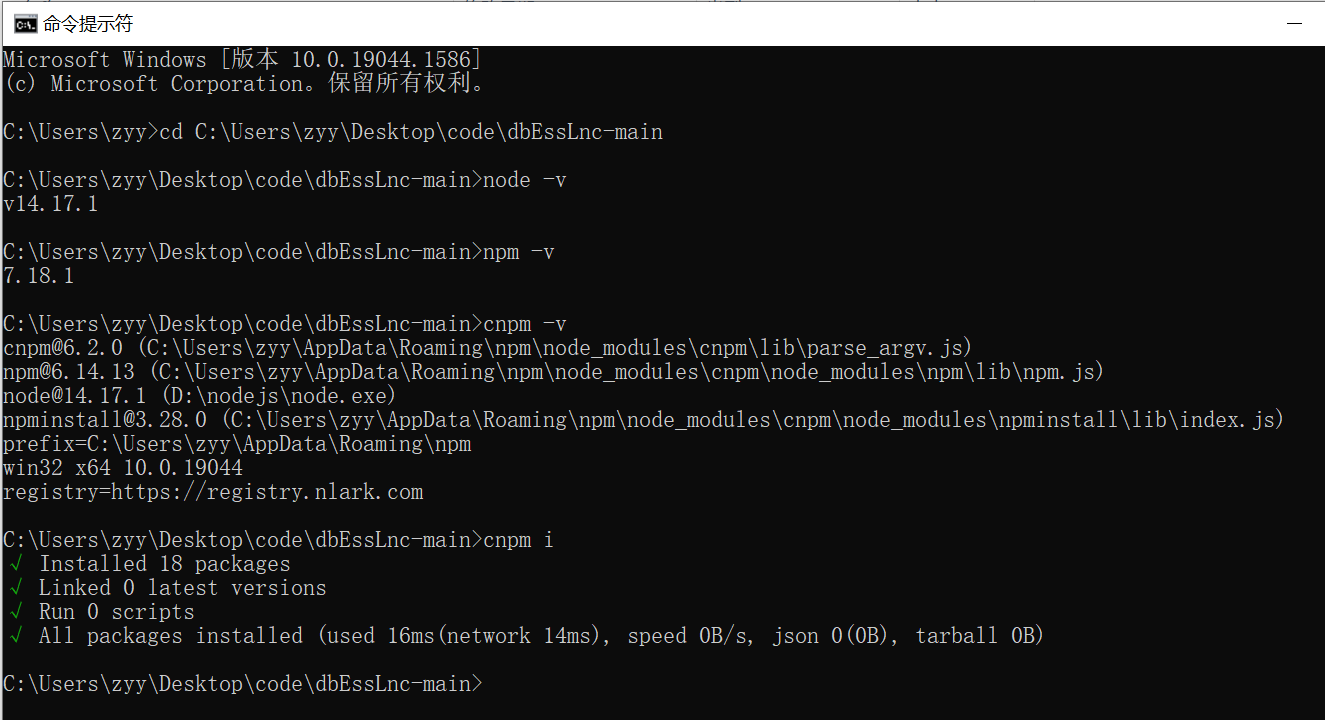 命令提示符
Microsoft Windows [版本 10.0.19044.1586]
(c) Microsoft Corporation。保留所有权利。
C:\Users\zyy>cd C:\Users\zyy\Desktop\code\dbEssLnc-main
C:\Users\zyy\Desktop\code\dbEssLnc-main>node -v
v14.17.1
C:\Users\zyy\Desktop\code\dbEssLnc-main>npm -v
7.18.1
C:\Users\zyy\Desktop\code\dbEssLnc-main>cnpm -v
cnpm@6.2.0 (C:\Users\zyy\AppData\Roaming\npm\node_modules\cnpm\lib\parse_argv.js)
npm@6.14.13 (C:\Users\zyy\AppData\Roaming\npm\node_modules\cnpm\node_modules\npm\lib\npm.js)
node@14.17.1 (D:\nodejs\node.exe)
npminstall@3.28.0 (C:\Users\zyy\AppData\Roaming\npm\node_modules\cnpm\node_modules\npminstall\lib\index.js)
prefix=C:\Users\zyy\AppData\Roaming\npm
win32 x64 10.0.19044
registry=https://registry.nlark.com
C:\Users\zyy\Desktop\code\dbEssLnc-main>cnpm i
√ Installed 18 packages
√ Linked 0 latest versions
√ Run 0 scripts
√ All packages installed (used 16ms(network 14ms), speed 0B/s, json 0(0B), tarball 0B)
C:\Users\zyy\Desktop\code\dbEssLnc-main>